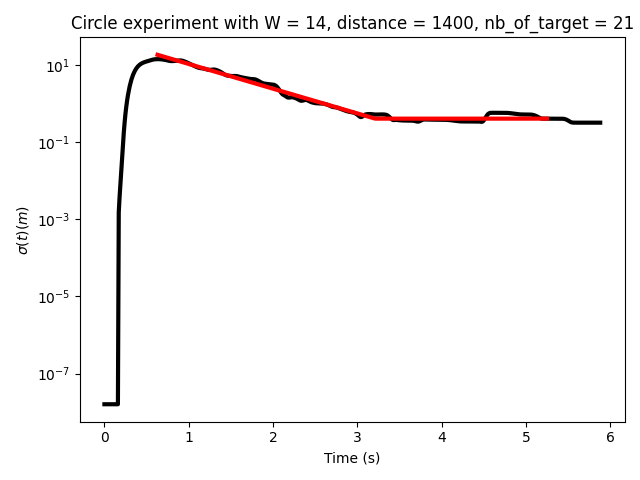 Circle experiment with W = 14, distance = 1400, nb_of_target = 21
10¹
10⁻¹
10⁻³
10⁻⁵
10⁻⁷
σ(t)(m)
0 1 2 3 4 5 6
Time (s)